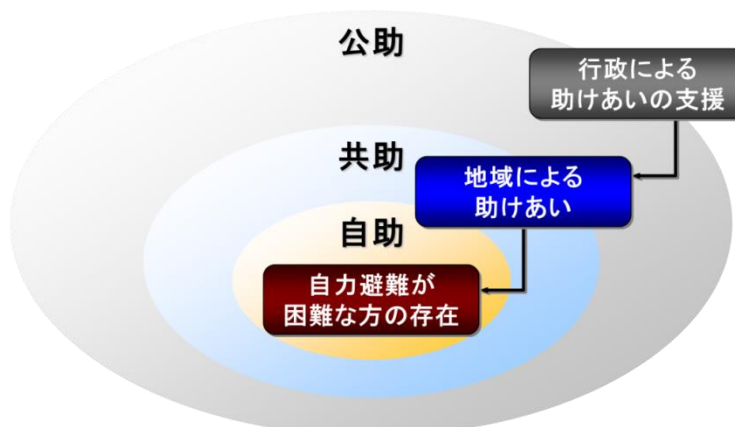 公助
行政による
助けあいの支援
共助
地域による
助けあい
自助
自力避難が
困難な方の存在